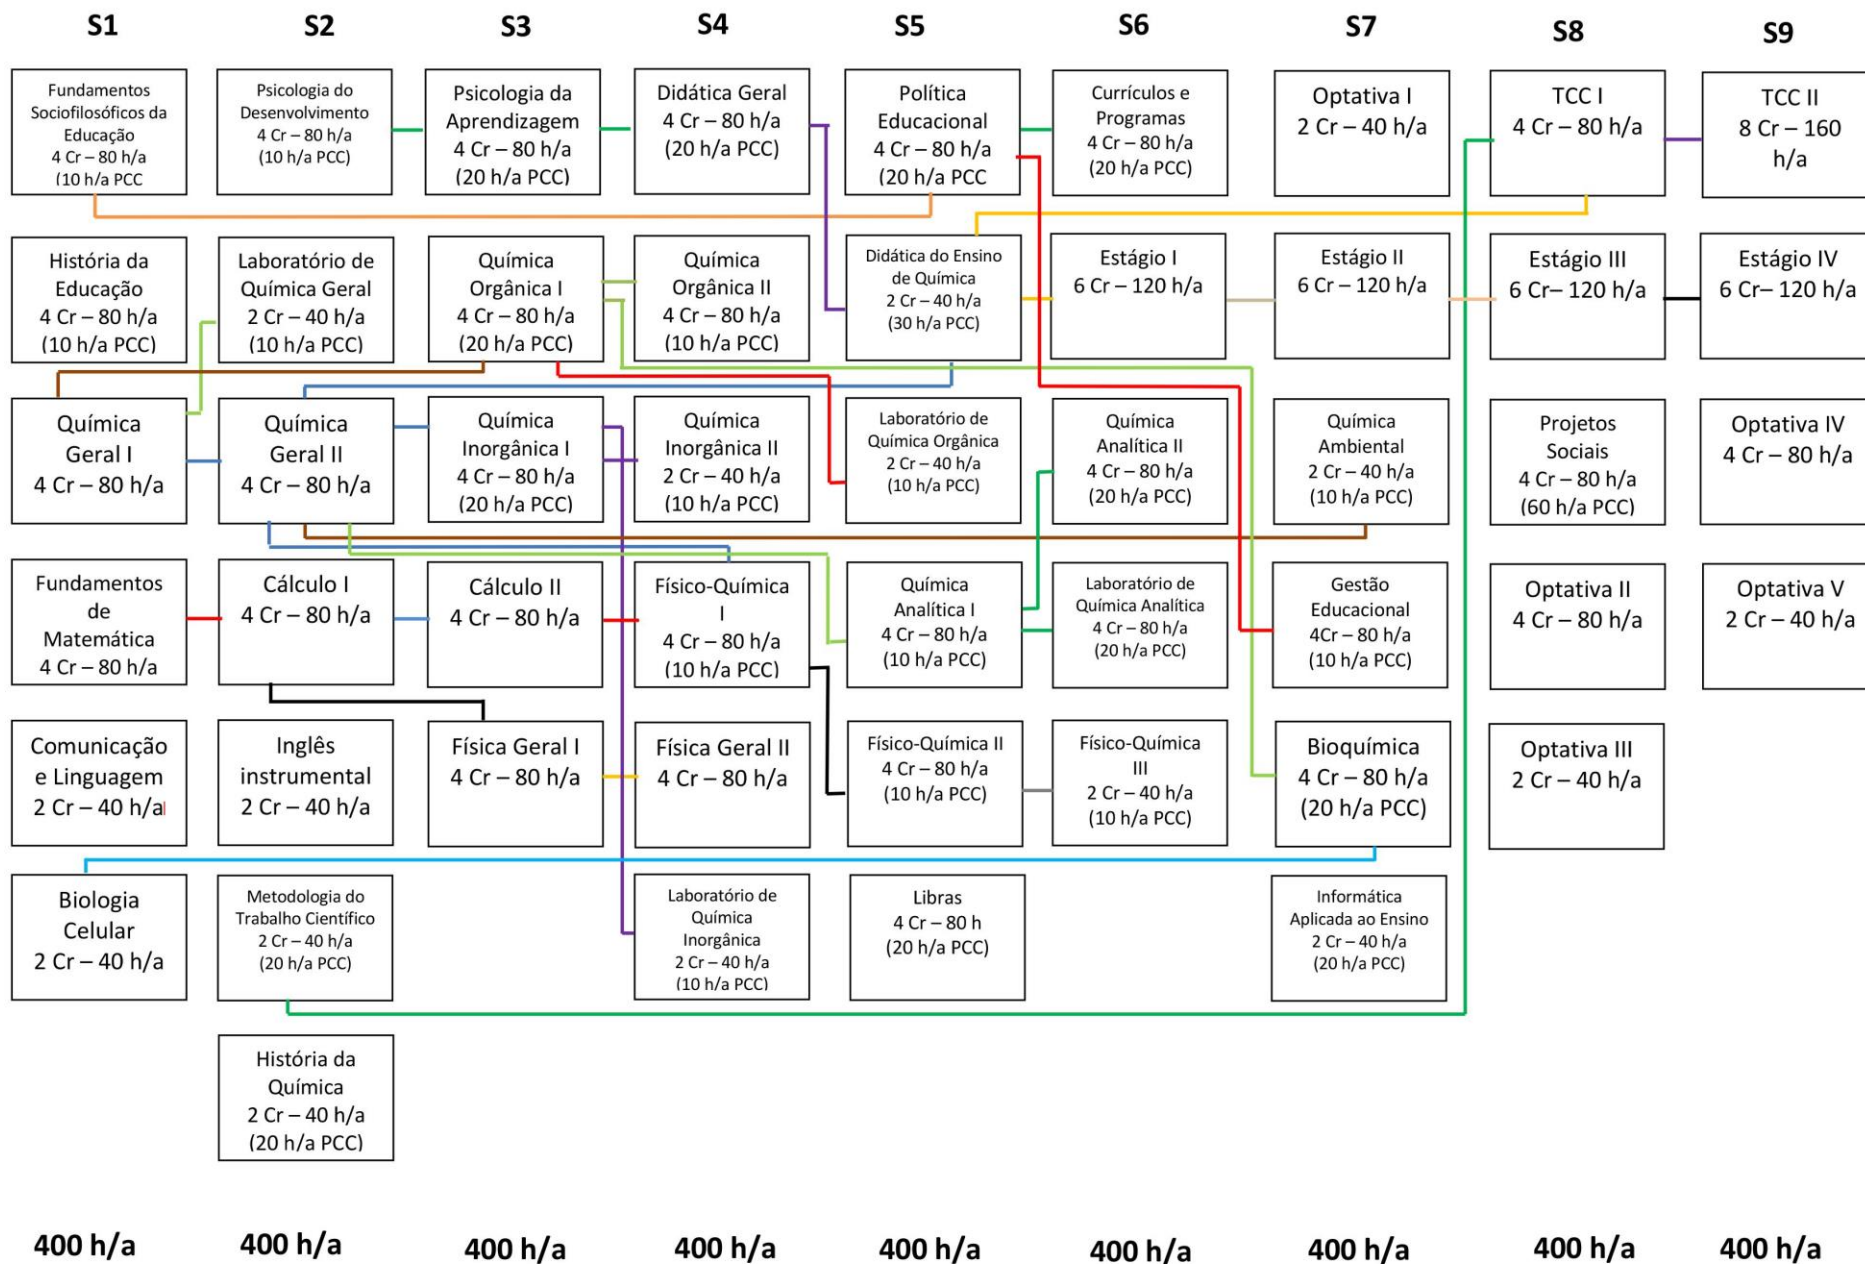 S1
S2
S3
S4
S5
S6
S7
S8
S9
Fundamentos
Sociofilosóficos da
Educação
4 Cr – 80 h/a
(10 h/a PCC
Psicologia do
Desenvolvimento
4 Cr – 80 h/a
(10 h/a PCC)
Psicologia da
Aprendizagem
4 Cr – 80 h/a
(20 h/a PCC)
Didática Geral
4 Cr – 80 h/a
(20 h/a PCC)
Política
Educacional
4 Cr – 80 h/a
(20 h/a PCC
Currículos e
Programas
4 Cr – 80 h/a
(20 h/a PCC)
Optativa I
2 Cr – 40 h/a
TCC I
4 Cr – 80 h/a
TCC II
8 Cr – 160
h/a
História da
Educação
4 Cr – 80 h/a
(10 h/a PCC)
Laboratório de
Química Geral
2 Cr – 40 h/a
(10 h/a PCC)
Química
Orgânica I
4 Cr – 80 h/a
(20 h/a PCC)
Química
Orgânica II
4 Cr – 80 h/a
(10 h/a PCC)
Didática do Ensino
de Química
2 Cr – 40 h/a
(30 h/a PCC)
Estágio I
6 Cr – 120 h/a
Estágio II
6 Cr – 120 h/a
Estágio III
6 Cr– 120 h/a
Estágio IV
6 Cr– 120 h/a
Química
Geral I
4 Cr – 80 h/a
Química
Geral II
4 Cr – 80 h/a
Química
Inorgânica I
4 Cr – 80 h/a
(20 h/a PCC)
Química
Inorgânica II
2 Cr – 40 h/a
(10 h/a PCC)
Laboratório de
Química Orgânica
2 Cr – 40 h/a
(10 h/a PCC)
Química
Analítica II
4 Cr – 80 h/a
(20 h/a PCC)
Química
Ambiental
2 Cr – 40 h/a
(10 h/a PCC)
Projetos
Sociais
4 Cr – 80 h/a
(60 h/a PCC)
Optativa IV
4 Cr – 80 h/a
Fundamentos
de
Matemática
4 Cr – 80 h/a
Cálculo I
4 Cr – 80 h/a
Cálculo II
4 Cr – 80 h/a
Físico-Química
I
4 Cr – 80 h/a
(10 h/a PCC)
Química
Analítica I
4 Cr – 80 h/a
(10 h/a PCC)
Laboratório de
Química Analítica
4 Cr – 80 h/a
(20 h/a PCC)
Gestão
Educacional
4Cr – 80 h/a
(10 h/a PCC)
Optativa II
4 Cr – 80 h/a
Optativa V
2 Cr – 40 h/a
Comunicação
e Linguagem
2 Cr – 40 h/a
Inglês
instrumental
2 Cr – 40 h/a
Física Geral I
4 Cr – 80 h/a
Física Geral II
4 Cr – 80 h/a
Físico-Química II
4 Cr – 80 h/a
(10 h/a PCC)
Físico-Química
III
2 Cr – 40 h/a
(10 h/a PCC)
Bioquímica
4 Cr – 80 h/a
(20 h/a PCC)
Optativa III
2 Cr – 40 h/a
Biologia
Celular
2 Cr – 40 h/a
Metodologia do
Trabalho Científico
2 Cr – 40 h/a
(20 h/a PCC)
Laboratório de
Química
Inorgânica
2 Cr – 40 h/a
(10 h/a PCC)
Libras
4 Cr – 80 h
(20 h/a PCC)
Informática
Aplicada ao Ensino
2 Cr – 40 h/a
(20 h/a PCC)
História da
Química
2 Cr – 40 h/a
(20 h/a PCC)
400 h/a
400 h/a
400 h/a
400 h/a
400 h/a
400 h/a
400 h/a
400 h/a
400 h/a